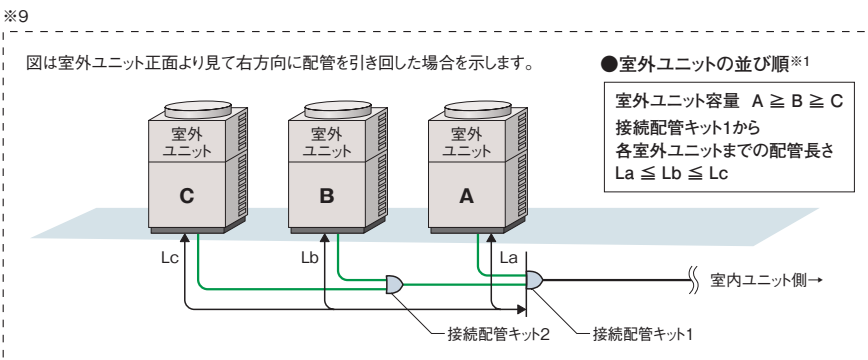 ※9
図は室外ユニット正面より見て右方向に配管を引き回した場合を示します。
●室外ユニットの並び順※1
室外ユニット容量 A ≧ B ≧ C
接続配管キット1から
各室外ユニットまでの配管長さ
La ≦ Lb ≦ Lc
室外
ユニット
C
室外
ユニット
B
室外
ユニット
A
Lc
Lb
La
室内ユニット側→
接続配管キット2
接続配管キット1